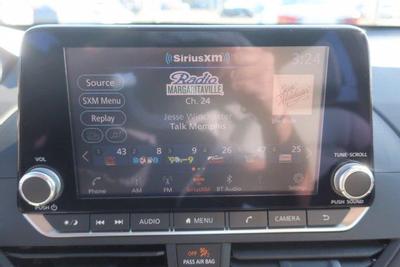 SiriusXM
3:24
Source
SXM Menu
Replay
Radio
MARGARITAVILLE
Ch. 24
Jesse Winchester
Talk Memphis
43 8 9 26 25
Phone AM FM SiriusXM BT Audio Settings
VOL
PUSH
AUDIO
MENU
CAMERA
TUNE·SCROLL
PUSH SOUND
PASS AIR BAG